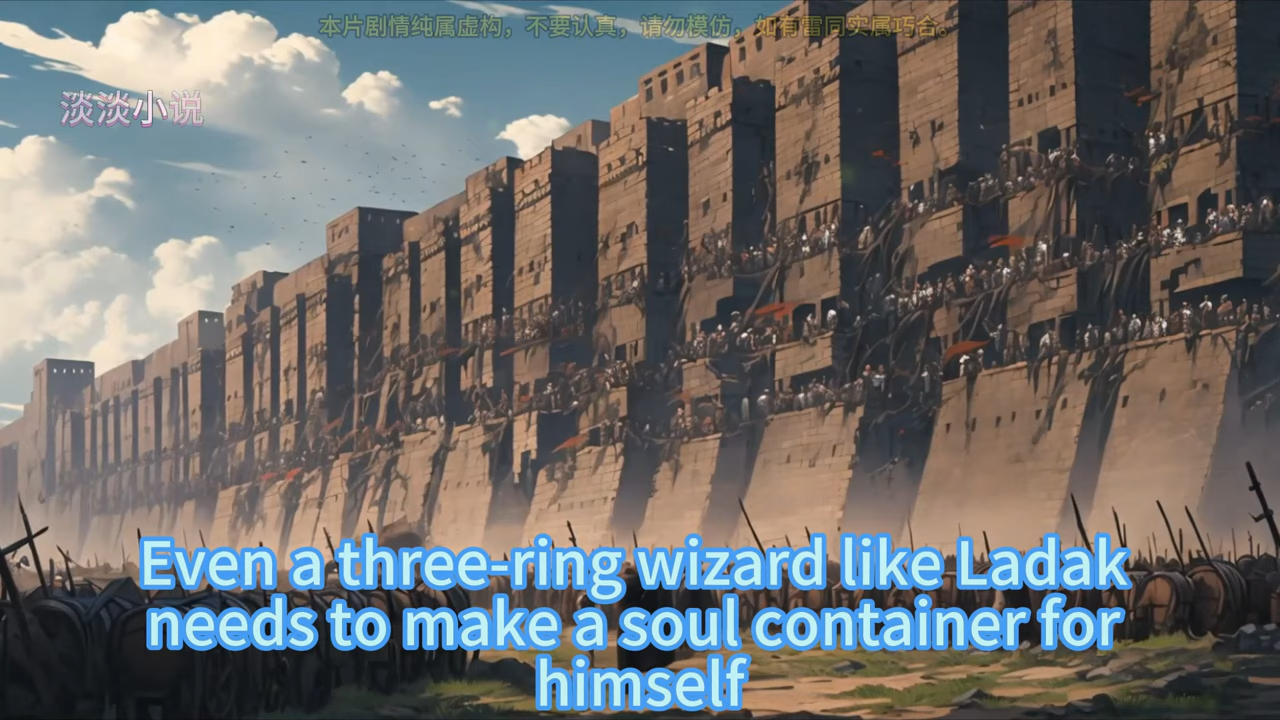 本片剧情纯属虚构，不要认真，请勿模仿，如有雷同实属巧合。
淡淡小说
Even a three-ring wizard like Ladak
needs to make a soul container for
himself